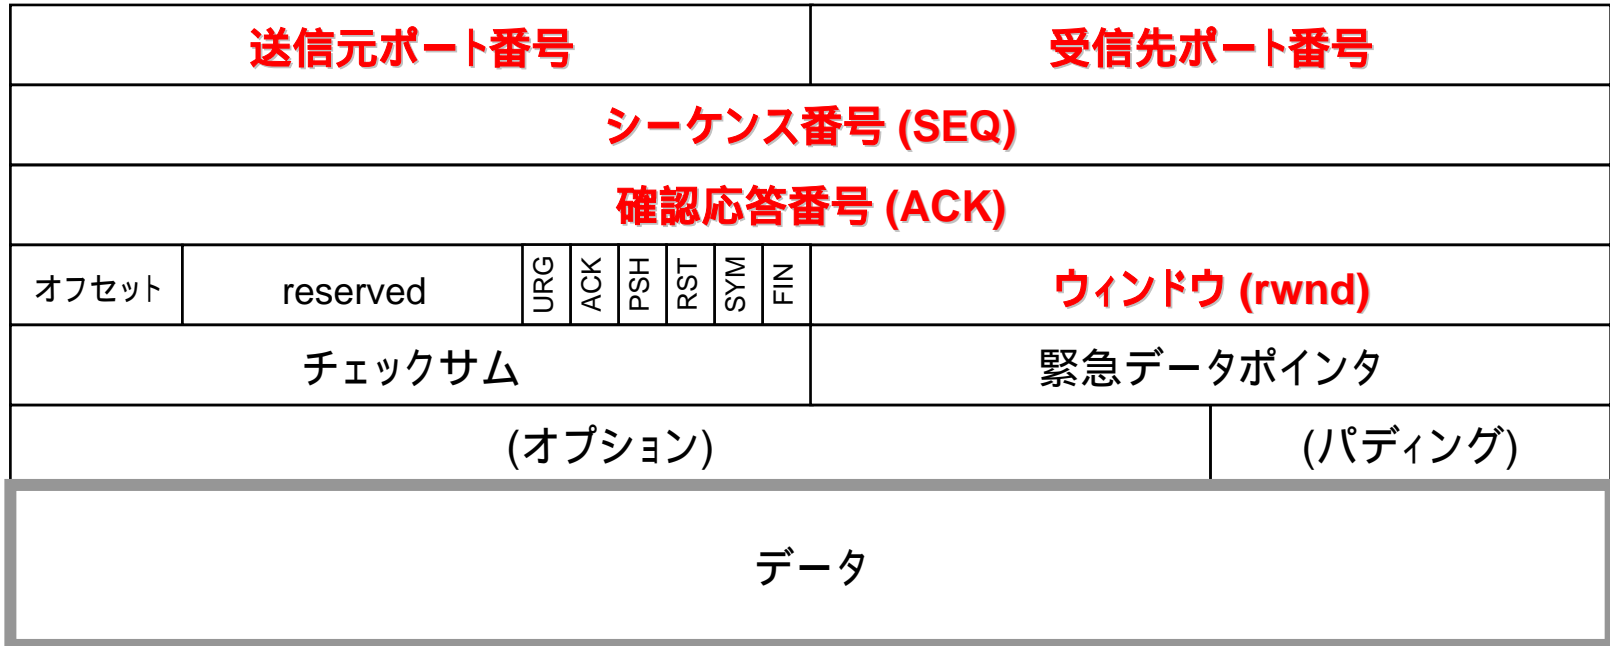 送信元ポート番号 受信先ポート番号
シーケンス番号 (SEQ)
確認応答番号 (ACK)
オフセット reserved URG ACK PSH RST SYM FIN ウィンドウ (rwnd)
チェックサム 緊急データポインタ
(オプション) (パディング)
データ